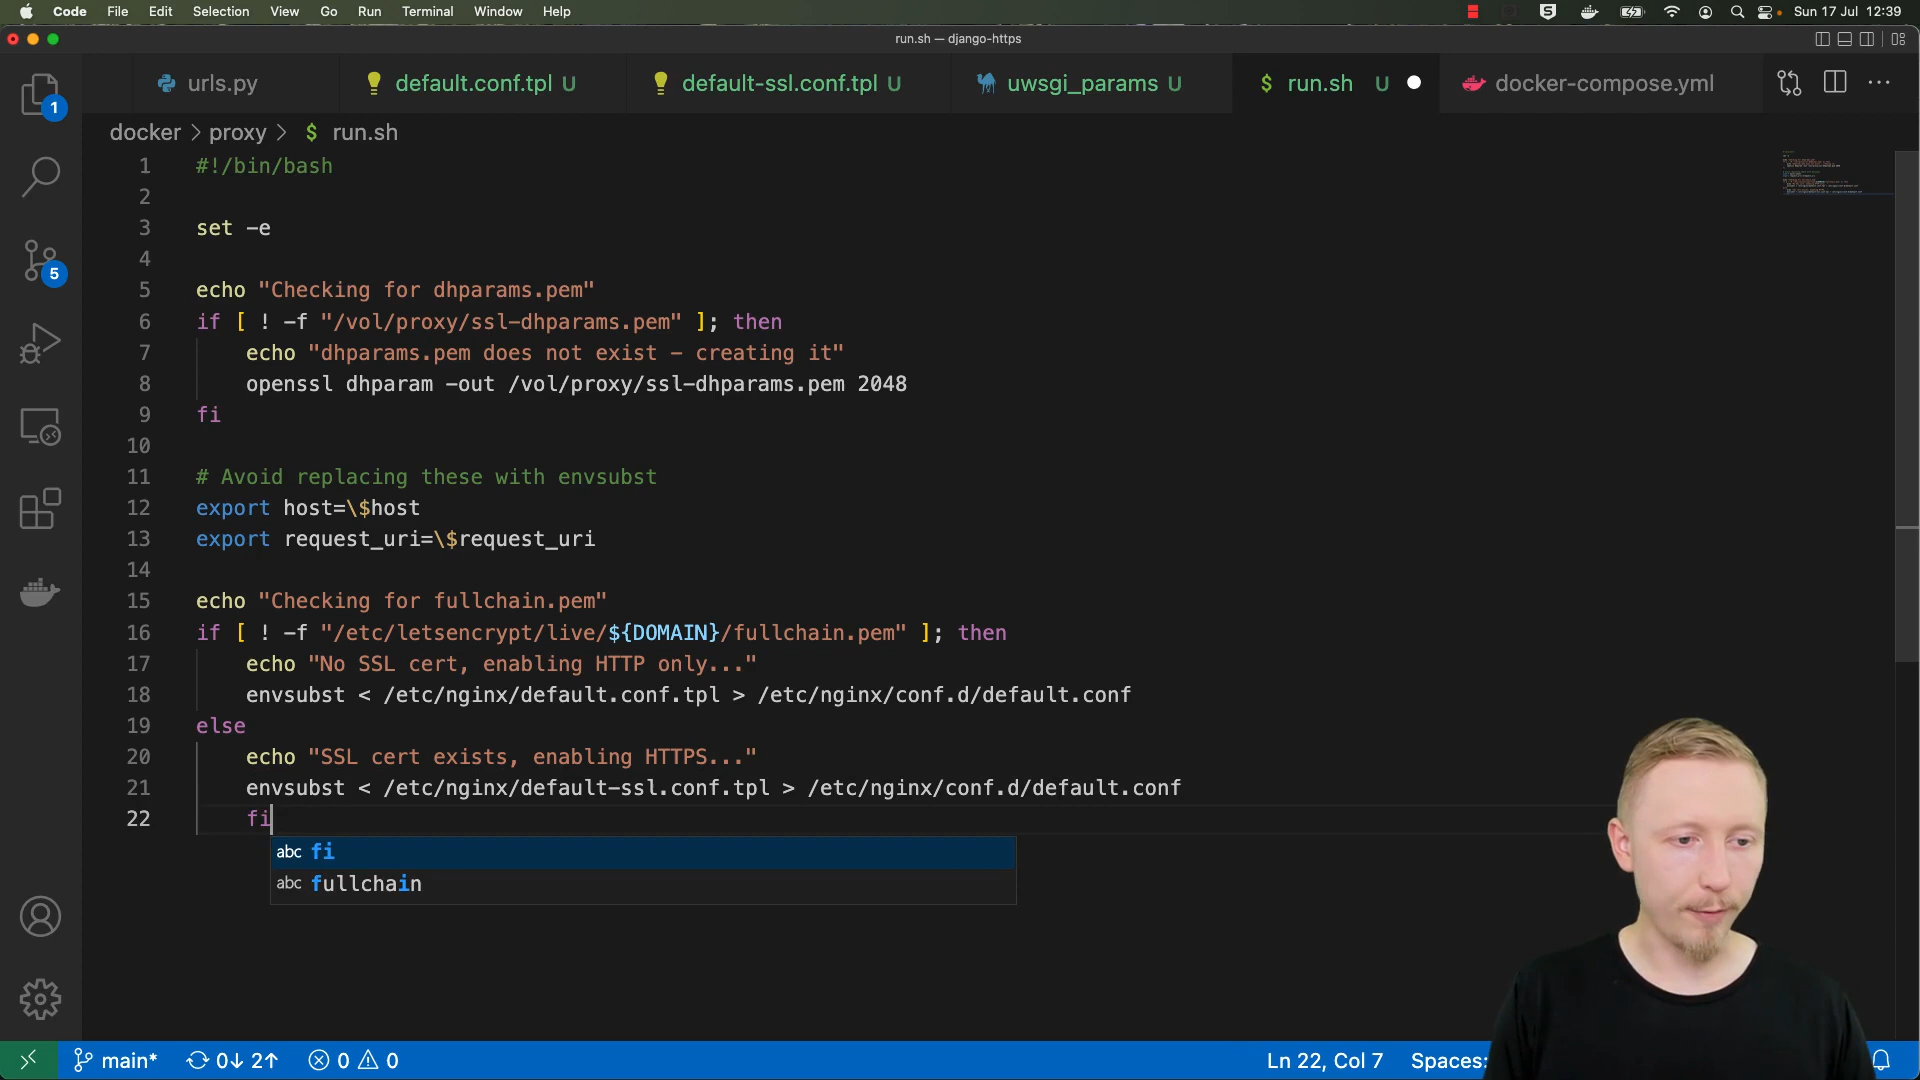 Code File Edit Selection View Go Run Terminal Window Help Sun 17 Jul 12:39
run.sh — django-https
urls.py default.conf.tpl U default-ssl.conf.tpl U uwsgi_params U $ run.sh U docker-compose.yml
docker > proxy > $ run.sh
1 #!/bin/bash
2
3 set -e
4
5 echo "Checking for dhparams.pem"
6 if [ ! -f "/vol/proxy/ssl-dhparams.pem" ]; then
7 echo "dhparams.pem does not exist - creating it"
8 openssl dhparam -out /vol/proxy/ssl-dhparams.pem 2048
9 fi
10
11 # Avoid replacing these with envsubst
12 export host=\$host
13 export request_uri=\$request_uri
14
15 echo "Checking for fullchain.pem"
16 if [ ! -f "/etc/letsencrypt/live/${DOMAIN}/fullchain.pem" ]; then
17 echo "No SSL cert, enabling HTTP only..."
18 envsubst < /etc/nginx/default.conf.tpl > /etc/nginx/conf.d/default.conf
19 else
20 echo "SSL cert exists, enabling HTTPS..."
21 envsubst < /etc/nginx/default-ssl.conf.tpl > /etc/nginx/conf.d/default.conf
22 fi
abc fi
abc fullchain
1
5
main* 0↓ 2↑ 0 0 Ln 22, Col 7 Spaces: